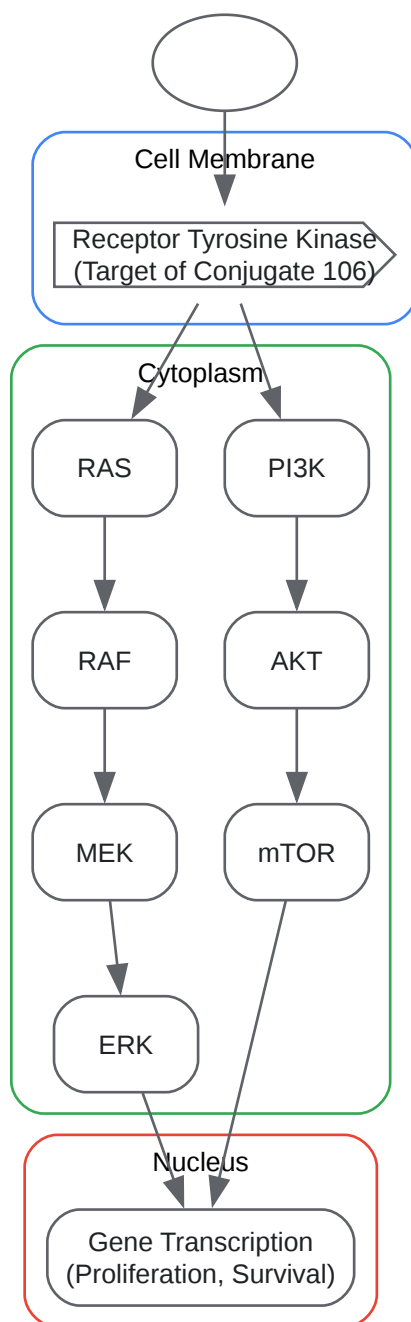 Cell Membrane
Receptor Tyrosine Kinase
(Target of Conjugate 106)
Cytoplasm
RAS
PI3K
RAF
AKT
MEK
mTOR
ERK
Nucleus
Gene Transcription
(Proliferation, Survival)